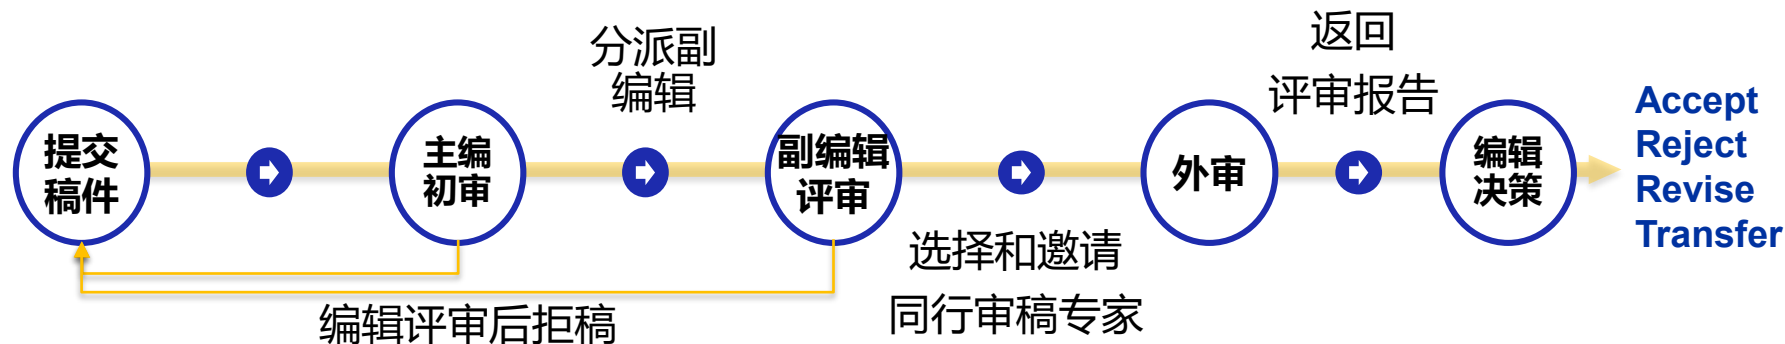 提交
稿件
主编
初审
分派副
编辑
副编辑
评审
选择和邀请
同行审稿专家
外审
返回
评审报告
编辑
决策
Accept
Reject
Revise
Transfer
编辑评审后拒稿